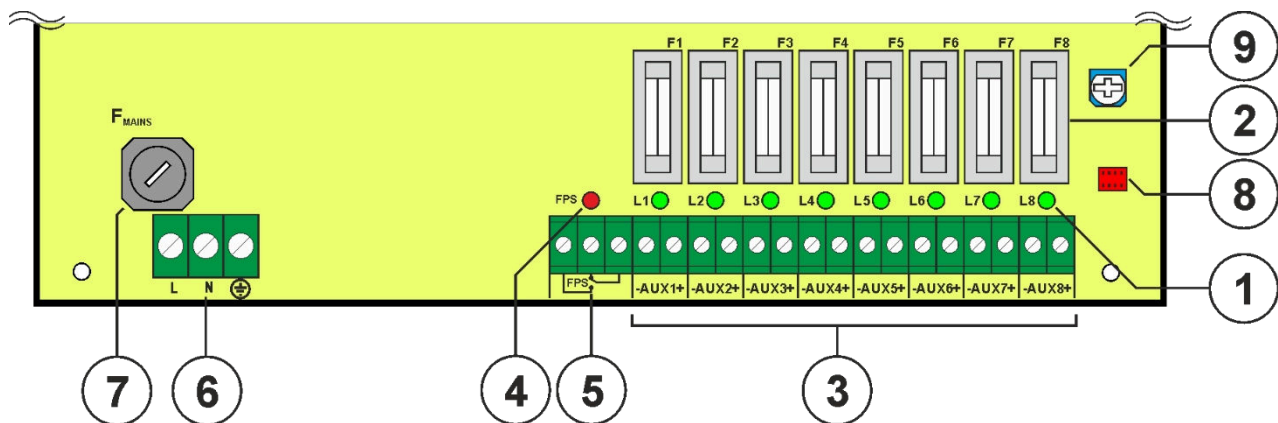 F1 F2 F3 F4 F5 F6 F7 F8
9
FMAINS
2
8
FPS L1 L2 L3 L4 L5 L6 L7 L8
L N
FPS
-AUX1+ -AUX2+ -AUX3+ -AUX4+ -AUX5+ -AUX6+ -AUX7+ -AUX8+
1
7 6 4 5 3